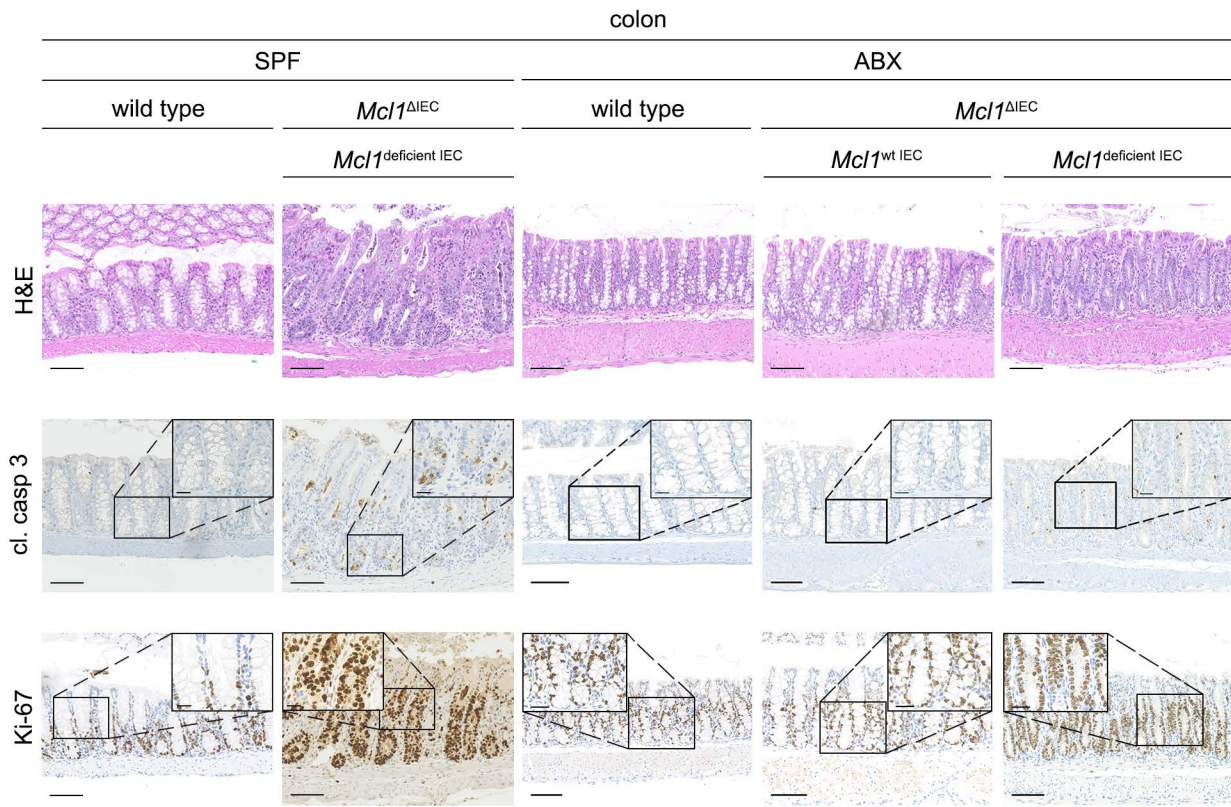 colon
SPF ABX
wild type Mcl1ΔIEC wild type Mcl1ΔIEC
Mcl1deficient IEC Mcl1wt IEC Mcl1deficient IEC
H&E
cl. casp 3
Ki-67